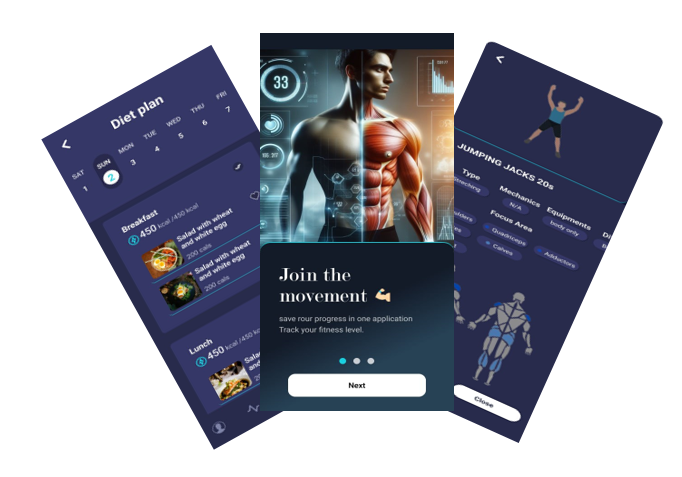 Diet plan
SAT SUN MON TUE WED THU FRI
1 2 3 4 5 6 7
Breakfast
450 kcal /450 kcal
Salad with wheat
and white egg
200 cals
Salad with wheat
and white egg
200 cals
Lunch
450 kcal /450 kc
Salad
and
33
Join the
movement 💪🏼
save rour progress in one application
Track your fitness level.
Next
JUMPING JACKS 20s
Type
Mechanics
Equipments
Stretching
N/A
body only
Focus Area
Quadriceps
Adductors
Calves
Close